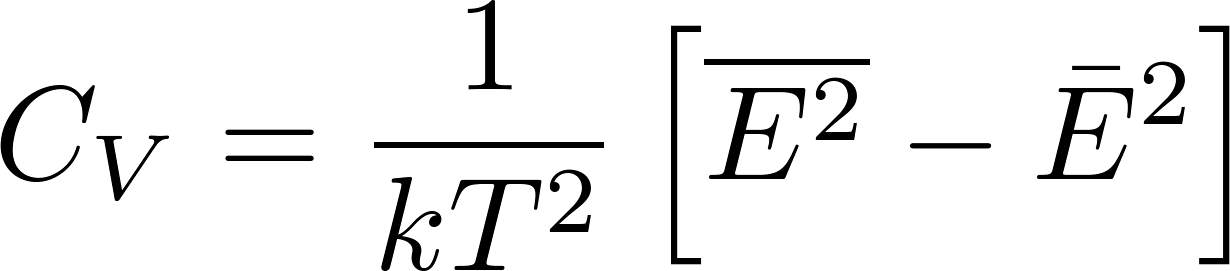 $C_V = \frac{1}{kT^2} \left[ \overline{E^2} - \bar{E}^2 \right]$